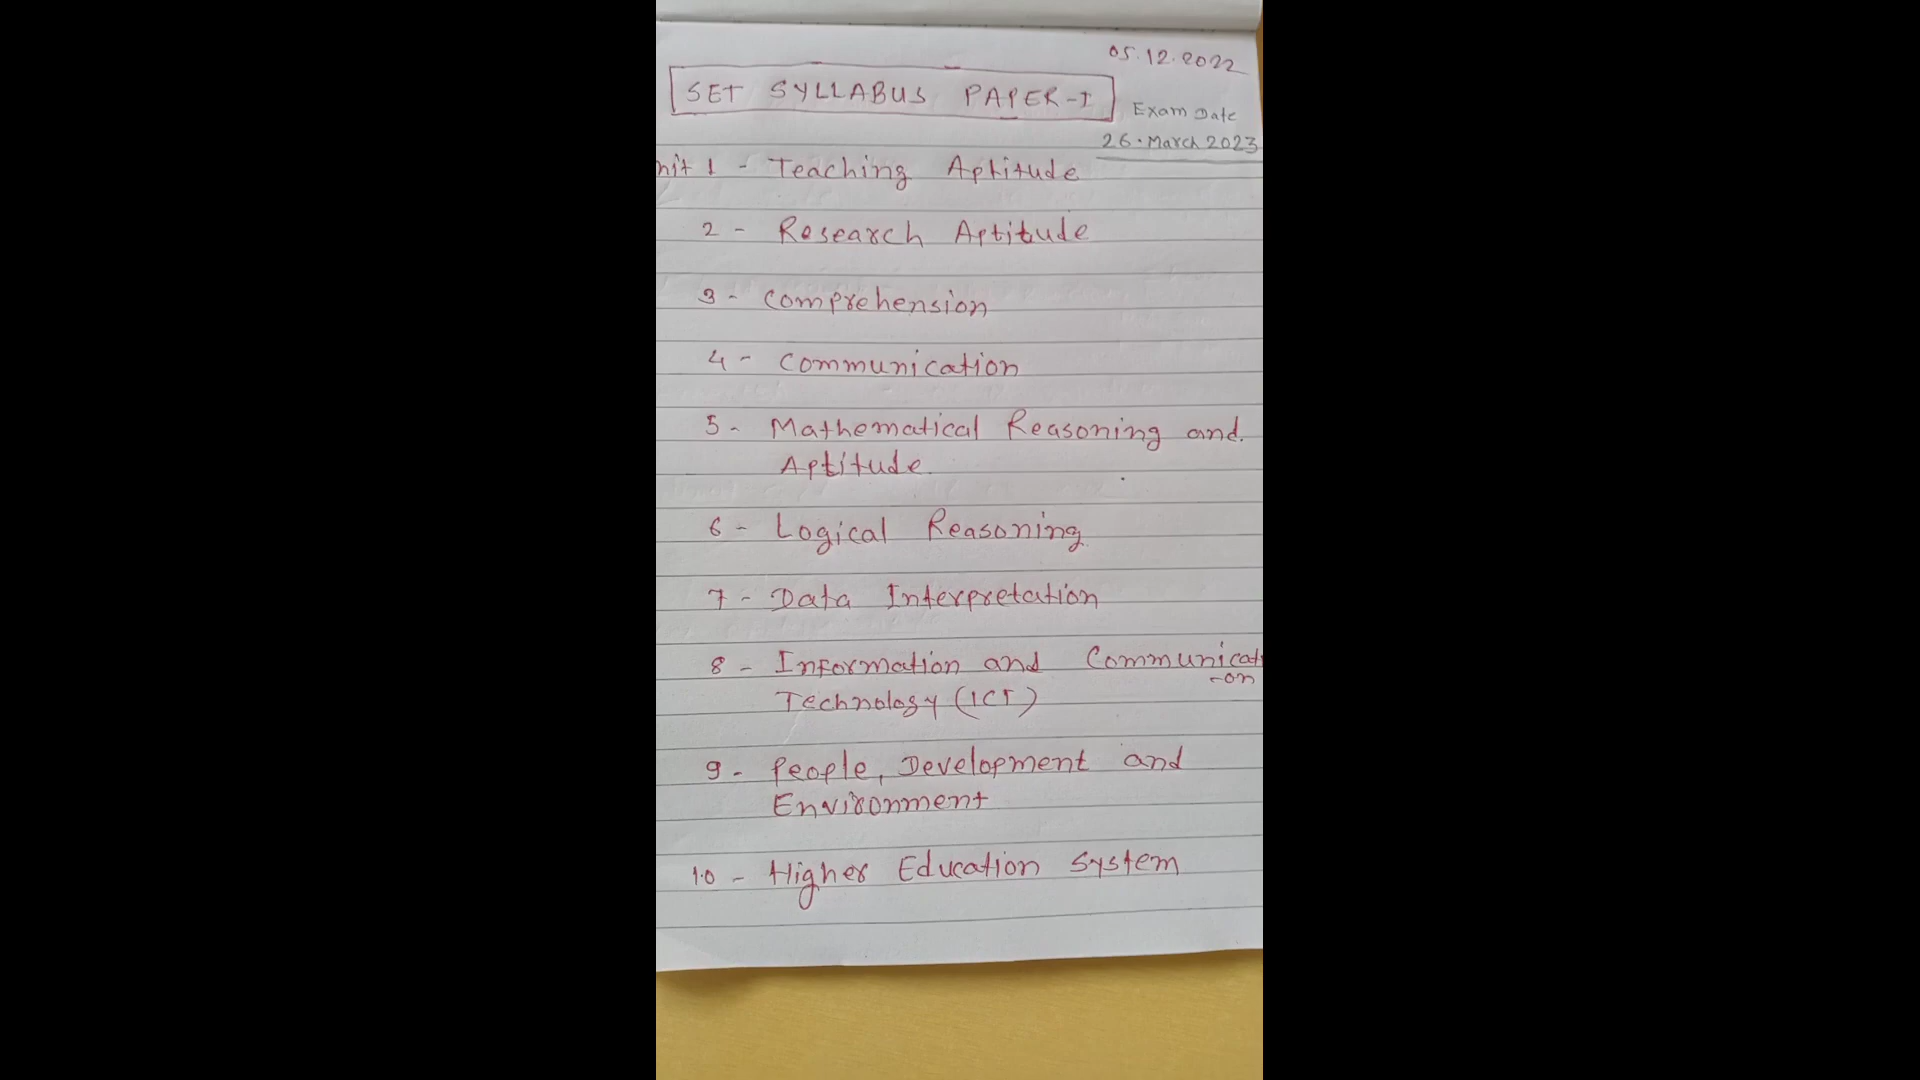 05.12.2022
SET SYLLABUS PAPER-I
Exam Date
26. March 2023
nit 1 - Teaching Aptitude
2 - Research Aptitude
3 - Comprehension
4 - Communication
5 - Mathematical Reasoning and
Aptitude
6 - Logical Reasoning
7 - Data Interpretation
8 - Information and Communicati
-on
Technology (ICT)
9 - People, Development and
Environment
10 - Higher Education System